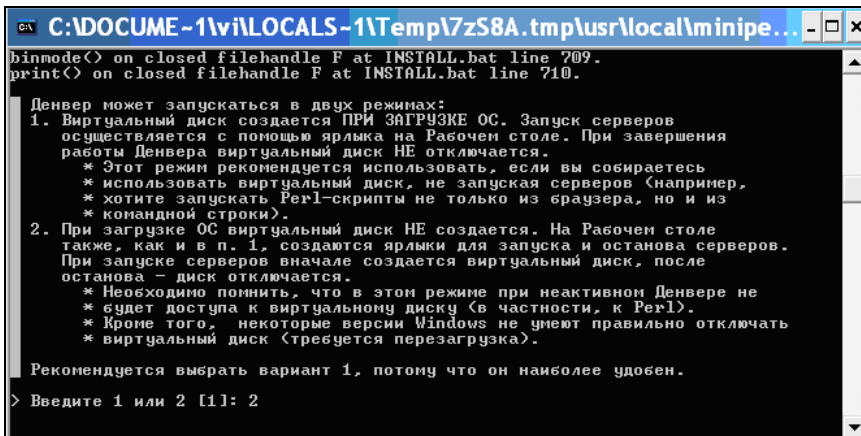 C:\DOCUME~1\vi\LOCALS~1\Temp\7zS8A.tmp\usr\local\minipe...
binmode() on closed filehandle F at INSTALL.bat line 709.
print() on closed filehandle F at INSTALL.bat line 710.
Денвер может запускаться в двух режимах:
1. Виртуальный диск создается ПРИ ЗАГРУЗКЕ ОС. Запуск серверов
осуществляется с помощью ярлыка на Рабочем столе. При завершения
работы Денвера виртуальный диск НЕ отключается.
* Этот режим рекомендуется использовать, если вы собираетесь
* использовать виртуальный диск, не запуская серверов (например,
* хотите запускать Perl-скрипты не только из браузера, но и из
* командной строки).
2. При загрузке ОС виртуальный диск НЕ создается. На Рабочем столе
также, как и в п. 1, создаются ярлыки для запуска и останова серверов.
При запуске серверов вначале создается виртуальный диск, после
останова - диск отключается.
* Необходимо помнить, что в этом режиме при неактивном Денвере не
* будет доступа к виртуальному диску (в частности, к Perl).
* Кроме того, некоторые версии Windows не умеют правильно отключать
* виртуальный диск (требуется перезагрузка).
Рекомендуется выбрать вариант 1, потому что он наиболее удобен.
> Введите 1 или 2 [1]: 2